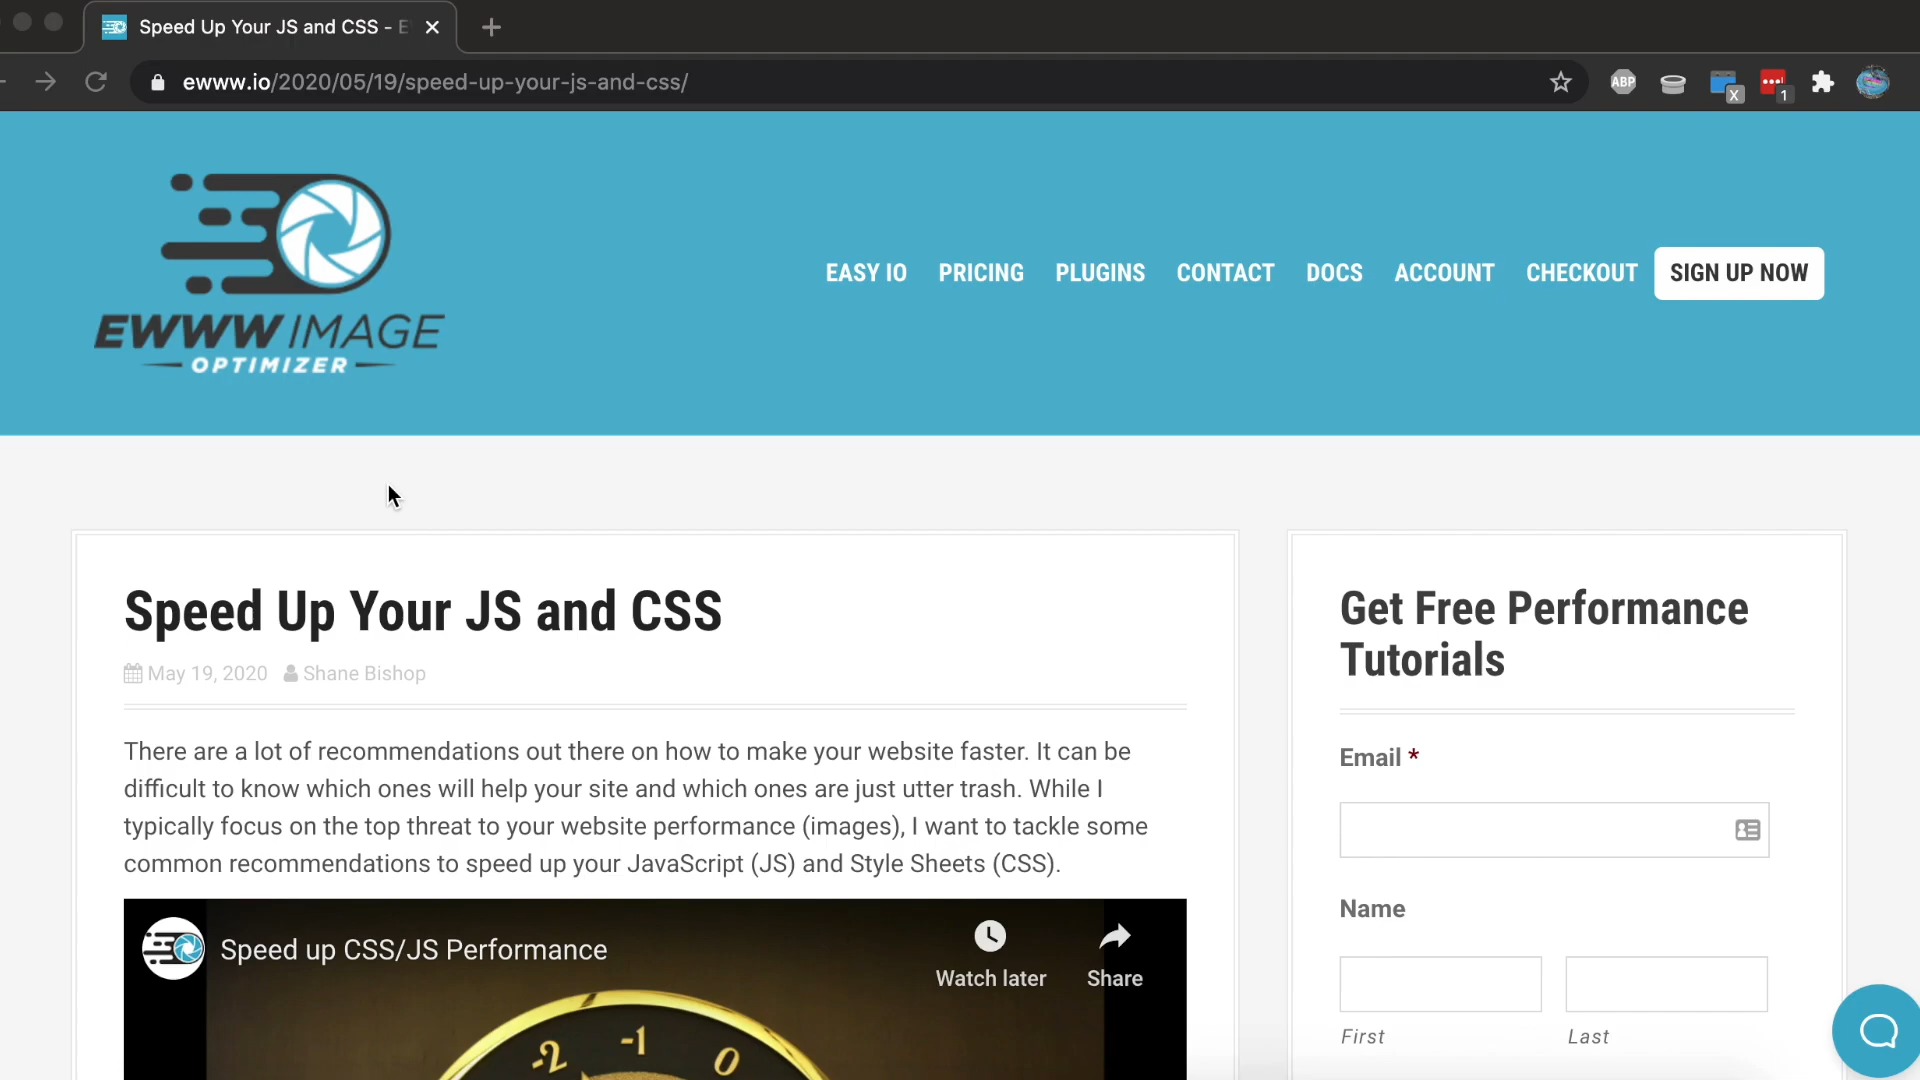 Speed Up Your JS and CSS - E
ewww.io/2020/05/19/speed-up-your-js-and-css/
ABP
X
1
EWWW IMAGE
OPTIMIZER
EASY IO
PRICING
PLUGINS
CONTACT
DOCS
ACCOUNT
CHECKOUT
SIGN UP NOW
Speed Up Your JS and CSS
May 19, 2020 Shane Bishop
There are a lot of recommendations out there on how to make your website faster. It can be
difficult to know which ones will help your site and which ones are just utter trash. While I
typically focus on the top threat to your website performance (images), I want to tackle some
common recommendations to speed up your JavaScript (JS) and Style Sheets (CSS).
Speed up CSS/JS Performance
Watch later
Share
-2 -1 0
Get Free Performance
Tutorials
Email *
Name
First
Last